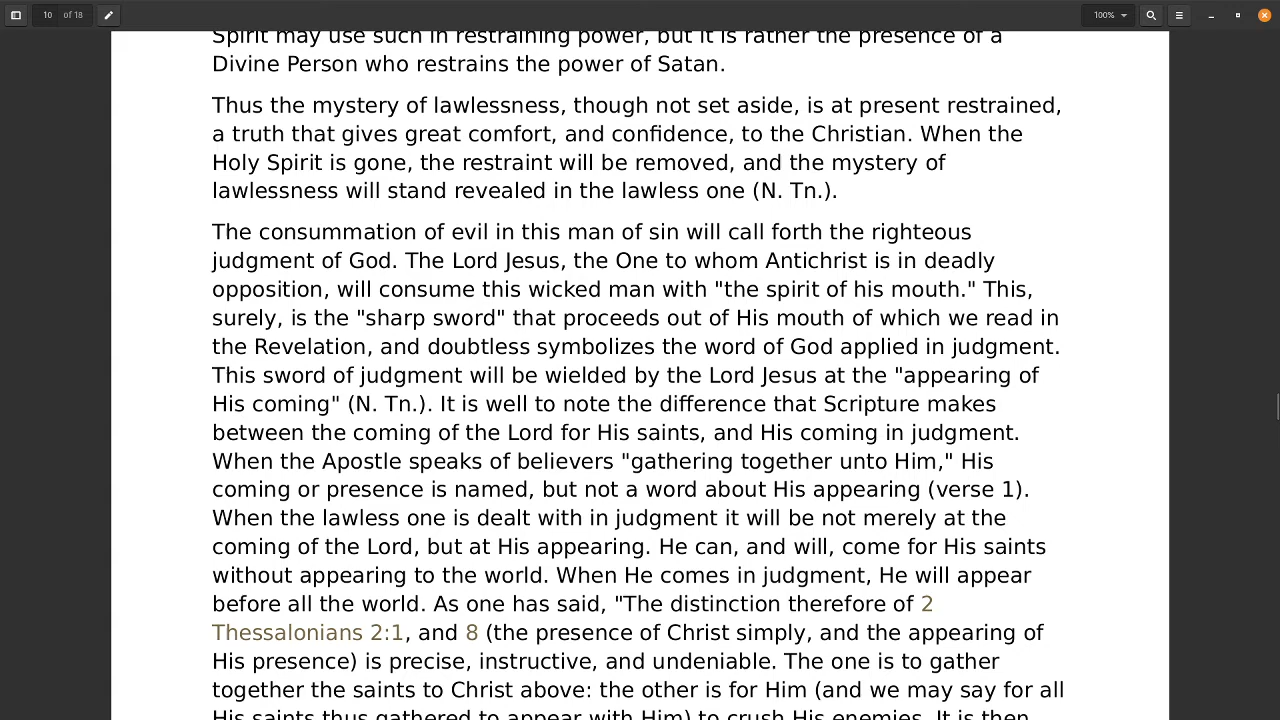 10 of 18
100%
Spirit may use such in restraining power, but it is rather the presence of a
Divine Person who restrains the power of Satan.
Thus the mystery of lawlessness, though not set aside, is at present restrained,
a truth that gives great comfort, and confidence, to the Christian. When the
Holy Spirit is gone, the restraint will be removed, and the mystery of
lawlessness will stand revealed in the lawless one (N. Tn.).
The consummation of evil in this man of sin will call forth the righteous
judgment of God. The Lord Jesus, the One to whom Antichrist is in deadly
opposition, will consume this wicked man with "the spirit of his mouth." This,
surely, is the "sharp sword" that proceeds out of His mouth of which we read in
the Revelation, and doubtless symbolizes the word of God applied in judgment.
This sword of judgment will be wielded by the Lord Jesus at the "appearing of
His coming" (N. Tn.). It is well to note the difference that Scripture makes
between the coming of the Lord for His saints, and His coming in judgment.
When the Apostle speaks of believers "gathering together unto Him," His
coming or presence is named, but not a word about His appearing (verse 1).
When the lawless one is dealt with in judgment it will be not merely at the
coming of the Lord, but at His appearing. He can, and will, come for His saints
without appearing to the world. When He comes in judgment, He will appear
before all the world. As one has said, "The distinction therefore of 2
Thessalonians 2:1, and 8 (the presence of Christ simply, and the appearing of
His presence) is precise, instructive, and undeniable. The one is to gather
together the saints to Christ above: the other is for Him (and we may say for all
His saints thus gathered to appear with Him) to crush His enemies. It is then